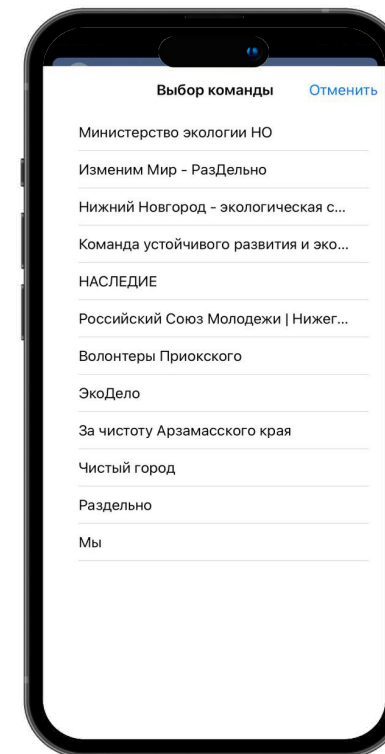 Выбор команды Отменить
Министерство экологии НО
Изменим Мир - РазДельно
Нижний Новгород - экологическая с...
Команда устойчивого развития и эко...
НАСЛЕДИЕ
Российский Союз Молодежи | Нижег...
Волонтеры Приокского
ЭкоДело
За чистоту Арзамасского края
Чистый город
Раздельно
Мы